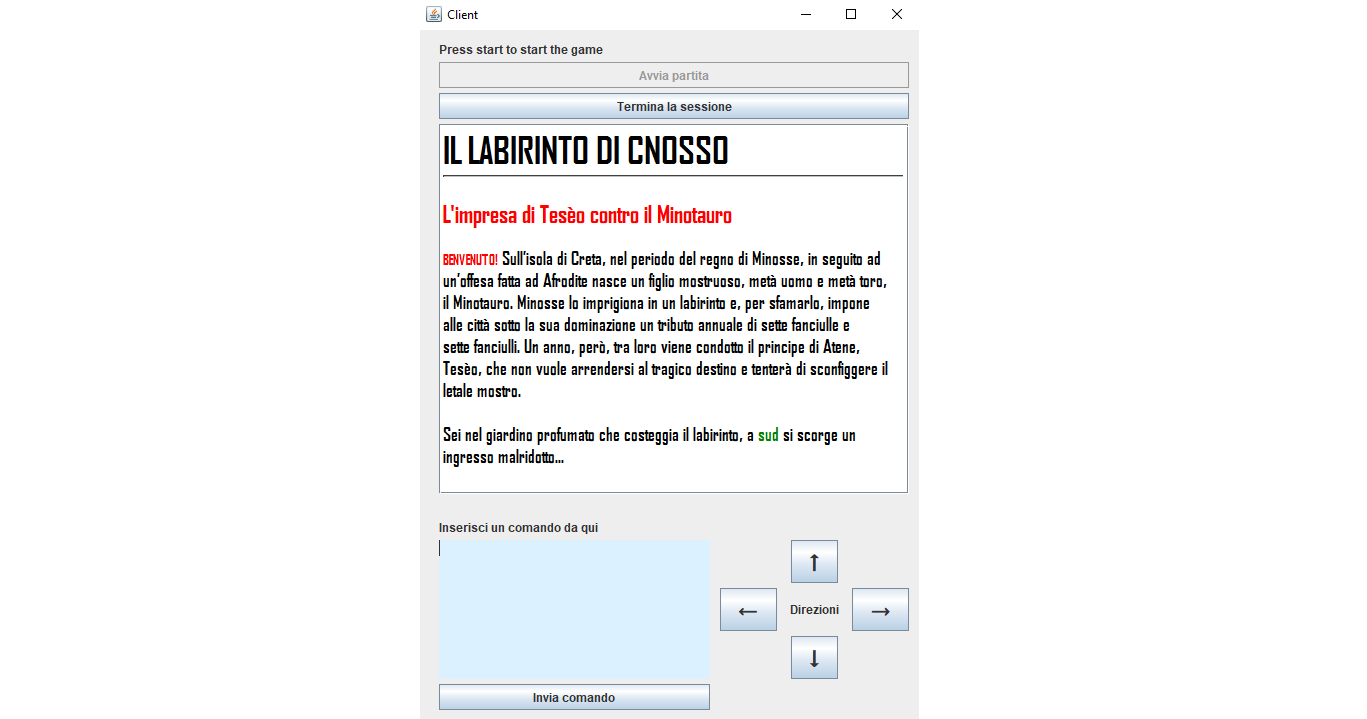 Client
Press start to start the game
Avvia partita
Termina la sessione
IL LABIRINTO DI CNOSSO
L'impresa di Tesèo contro il Minotauro
BENVENUTO! Sull'isola di Creta, nel periodo del regno di Minosse, in seguito ad
un'offesa fatta ad Afrodite nasce un figlio mostruoso, metà uomo e metà toro,
il Minotauro. Minosse lo imprigiona in un labirinto e, per sfamarlo, impone
alle città sotto la sua dominazione un tributo annuale di sette fanciulle e
sette fanciulli. Un anno, però, tra loro viene condotto il principe di Atene,
Tesèo, che non vuole arrendersi al tragico destino e tenterà di sconfiggere il
letale mostro.
Sei nel giardino profumato che costeggia il labirinto, a sud si scorge un
ingresso malridotto...
Inserisci un comando da qui
↑
← Direzioni →
↓
Invia comando